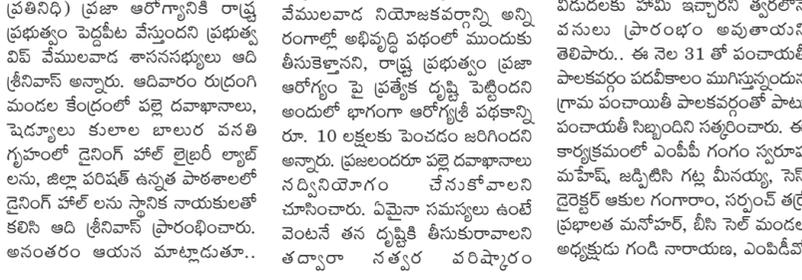 ప్రతినిధి) ప్రజా ఆరోగ్యానికి రాష్ట్ర
ప్రభుత్వం పెద్దపీట వేస్తుందని ప్రభుత్వ
విప్ వేములవాడ శాసనసభ్యులు ఆది
శ్రీనివాస్ అన్నారు. ఆదివారం రుద్రంగి
మండల కేంద్రంలో పల్లె దవాఖానాలు,
షెడ్యూలు కులాల బాలుర వసతి
గృహంలో డైనింగ్ హాల్ లైబ్రరీ ల్యాబ్
లను, జిల్లా పరిషత్ ఉన్నత పాఠశాలలో
డైనింగ్ హాల్ లను స్థానిక నాయకులతో
కలిసి ఆది శ్రీనివాస్ ప్రారంభించారు.
అనంతరం ఆయన మాట్లాడుతూ..
వేములవాడ నియోజకవర్గాన్ని అన్ని
రంగాల్లో అభివృద్ధి పథంలో ముందుకు
తీసుకెళ్తానని, రాష్ట్ర ప్రభుత్వం ప్రజా
ఆరోగ్యం పై ప్రత్యేక దృష్టి పెట్టిందని
అందులో భాగంగా ఆరోగ్యశ్రీ పథకాన్ని
రూ. 10 లక్షలకు పెంచడం జరిగిందని
అన్నారు. ప్రజలందరూ పల్లె దవాఖానాలు
సద్వినియోగం చేసుకోవాలని
చూసించారు. ఏమైనా సమస్యలు ఉంటే
వెంటనే తన దృష్టికి తీసుకురావాలని
తద్వారా సత్వర పరిష్కారం
విడుదలకు హామీ ఇచ్చారని త్వరలోనే
పనులు ప్రారంభం అవుతాయని
తెలిపారు.. ఈ నెల 31 తో పంచాయతీ
పాలకవర్గం పదవీకాలం ముగిస్తున్నందున
గ్రామ పంచాయితీ పాలకవర్గంతో పాటు
పంచాయతీ సిబ్బందిని సత్కరించారు. ఈ
కార్యక్రమంలో ఎంపీపీ గంగం స్వరూప
మహేష్, జడ్పిటిసి గట్ల మీనయ్య, సెస్
డైరెక్టర్ ఆకుల గంగారాం, సర్పంచ్ తర్రె
ప్రభాలత మనోహర్, బీసి సెల్ మండల
అధ్యక్షుడు గండి నారాయణ, ఎంపిడీవో